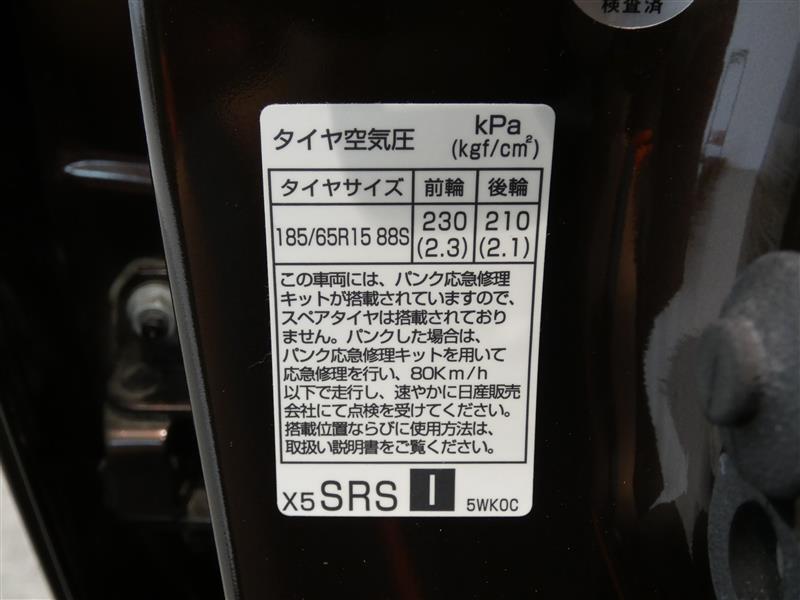 検査済
タイヤ空気圧 kPa
(kgf/cm²)
タイヤサイズ 前輪 後輪
185/65R15 88S 230 210
(2.3) (2.1)
この車両には、パンク応急修理
キットが搭載されていますので、
スペアタイヤは搭載されており
ません。パンクした場合は、
パンク応急修理キットを用いて
応急修理を行い、80Km/h
以下で走行し、速やかに日産販売
会社にて点検を受けてください。
搭載位置ならびに使用方法は、
取扱い説明書をご覧ください。
X5 SRS I 5WK0C